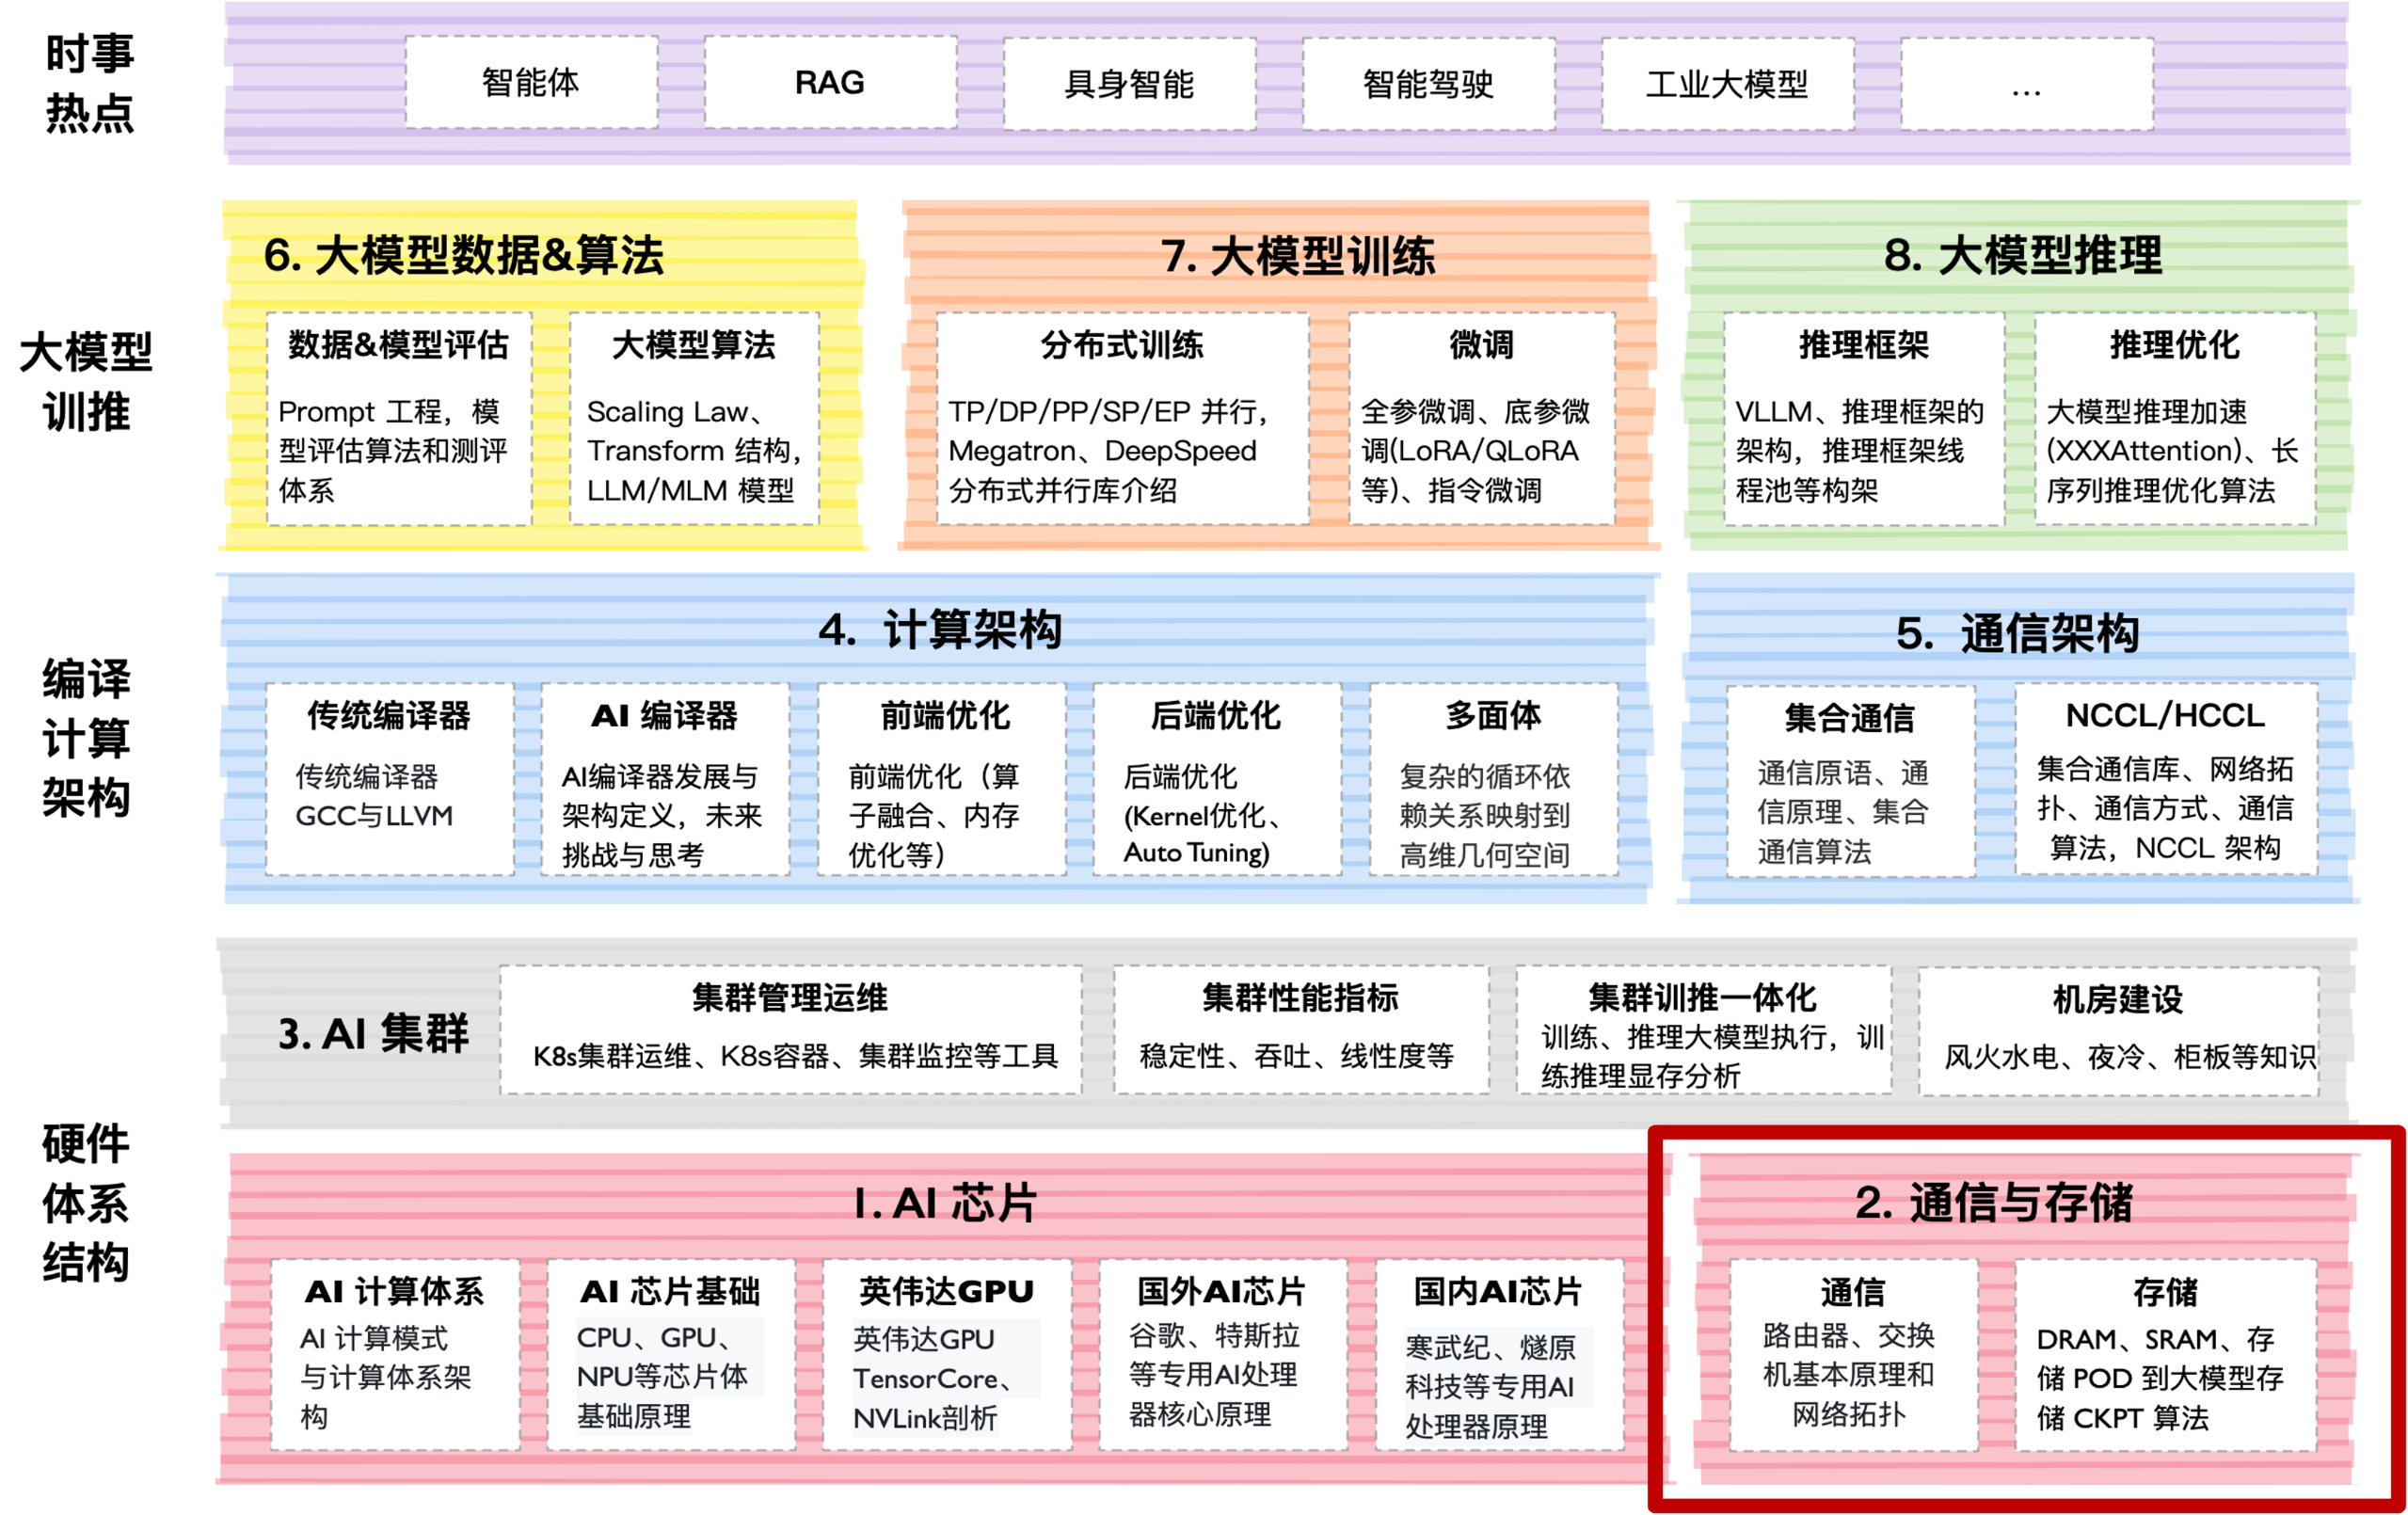 时事
热点
智能体
RAG
具身智能
智能驾驶
工业大模型
...
大模型
训推
6. 大模型数据&算法
数据&模型评估
Prompt 工程，模
型评估算法和测评
体系
大模型算法
Scaling Law、
Transform 结构，
LLM/MLM 模型
7. 大模型训练
分布式训练
TP/DP/PP/SP/EP 并行，
Megatron、DeepSpeed
分布式并行库介绍
微调
全参微调、底参微
调(LoRA/QLoRA
等)、指令微调
8. 大模型推理
推理框架
VLLM、推理框架的
架构，推理框架线
程池等构架
推理优化
大模型推理加速
(XXXAttention)、长
序列推理优化算法
编译
计算
架构
4. 计算架构
传统编译器
传统编译器
GCC与LLVM
AI 编译器
AI编译器发展与
架构定义，未来
挑战与思考
前端优化
前端优化（算
子融合、内存
优化等）
后端优化
后端优化
(Kernel优化、
Auto Tuning)
多面体
复杂的循环依
赖关系映射到
高维几何空间
5. 通信架构
集合通信
通信原语、通
信原理、集合
通信算法
NCCL/HCCL
集合通信库、网络拓
扑、通信方式、通信
算法，NCCL 架构
硬件
体系
结构
3. AI 集群
集群管理运维
K8s集群运维、K8s容器、集群监控等工具
集群性能指标
稳定性、吞吐、线性度等
集群训推一体化
训练、推理大模型执行，训
练推理显存分析
机房建设
风火水电、夜冷、柜板等知识
1. AI 芯片
AI 计算体系
AI 计算模式
与计算体系架
构
AI 芯片基础
CPU、GPU、
NPU等芯片体
基础原理
英伟达GPU
英伟达GPU
TensorCore、
NVLink剖析
国外AI芯片
谷歌、特斯拉
等专用AI处理
器核心原理
国内AI芯片
寒武纪、燧原
科技等专用AI
处理器原理
2. 通信与存储
通信
路由器、交换
机基本原理和
网络拓扑
存储
DRAM、SRAM、存
储 POD 到大模型存
储 CKPT 算法